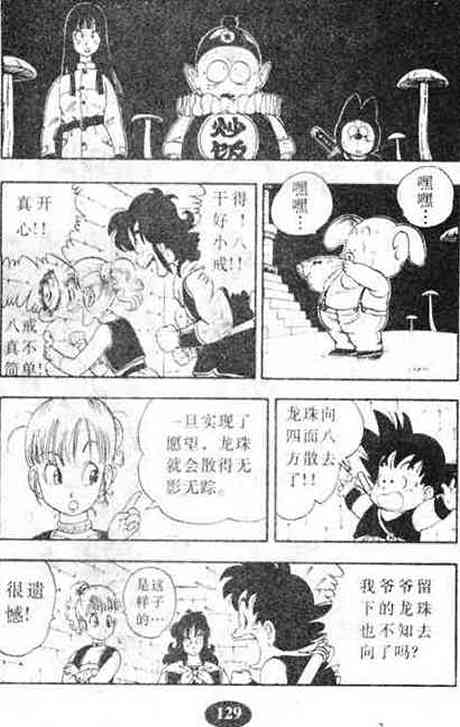 炒
饭
嘿
嘿…
嘿
嘿…
干得
好！
小八
戒!!
真开
心!!
八戒
真不
简单!
龙珠向
四面八
方散去
了!!
一旦实现了
愿望，龙珠
就会散得无
影无踪。
我爷爷留
下的龙珠
也不知去
向了吗?
是这
样子
的…
很遗
憾!
129